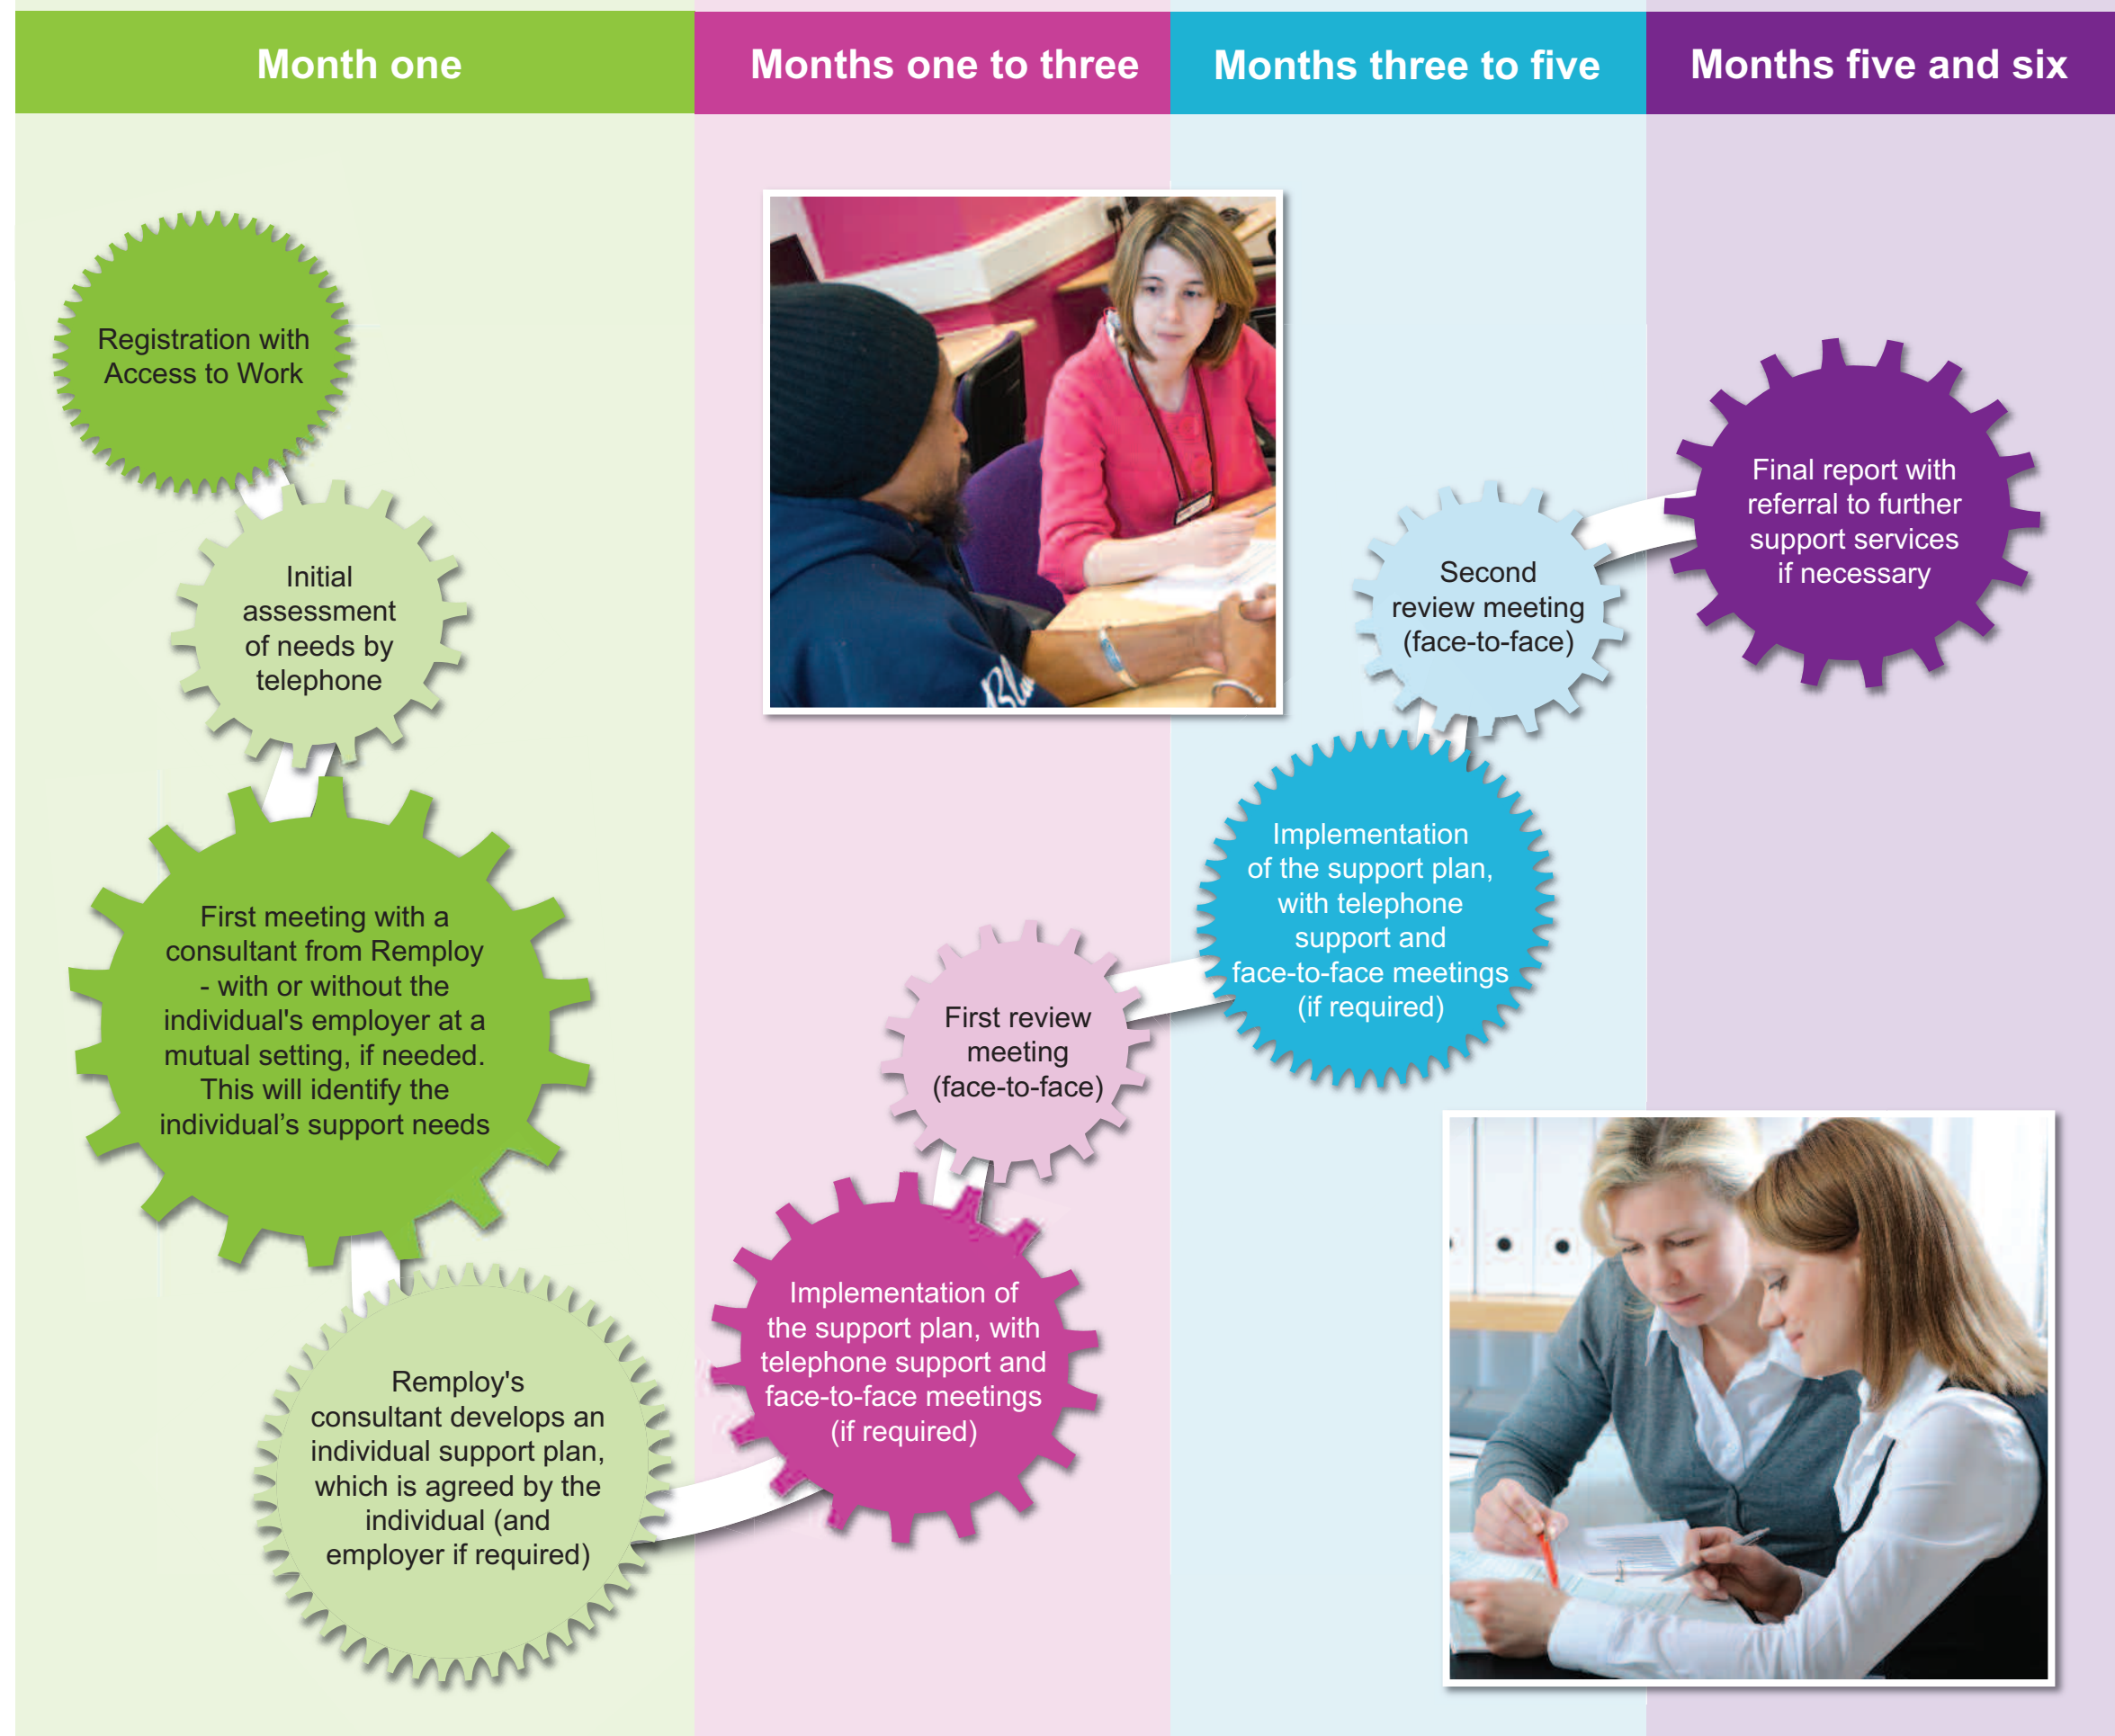 Month one
Months one to three
Months three to five
Months five and six
Registration with
Access to Work
Initial
assessment
of needs by
telephone
First meeting with a
consultant from Remploy
- with or without the
individual's employer at a
mutual setting, if needed.
This will identify the
individual’s support needs
Remploy's
consultant develops an
individual support plan,
which is agreed by the
individual (and
employer if required)
Implementation of
the support plan, with
telephone support and
face-to-face meetings
(if required)
First review
meeting
(face-to-face)
Implementation
of the support plan,
with telephone
support and
face-to-face meetings
(if required)
Second
review meeting
(face-to-face)
Final report with
referral to further
support services
if necessary